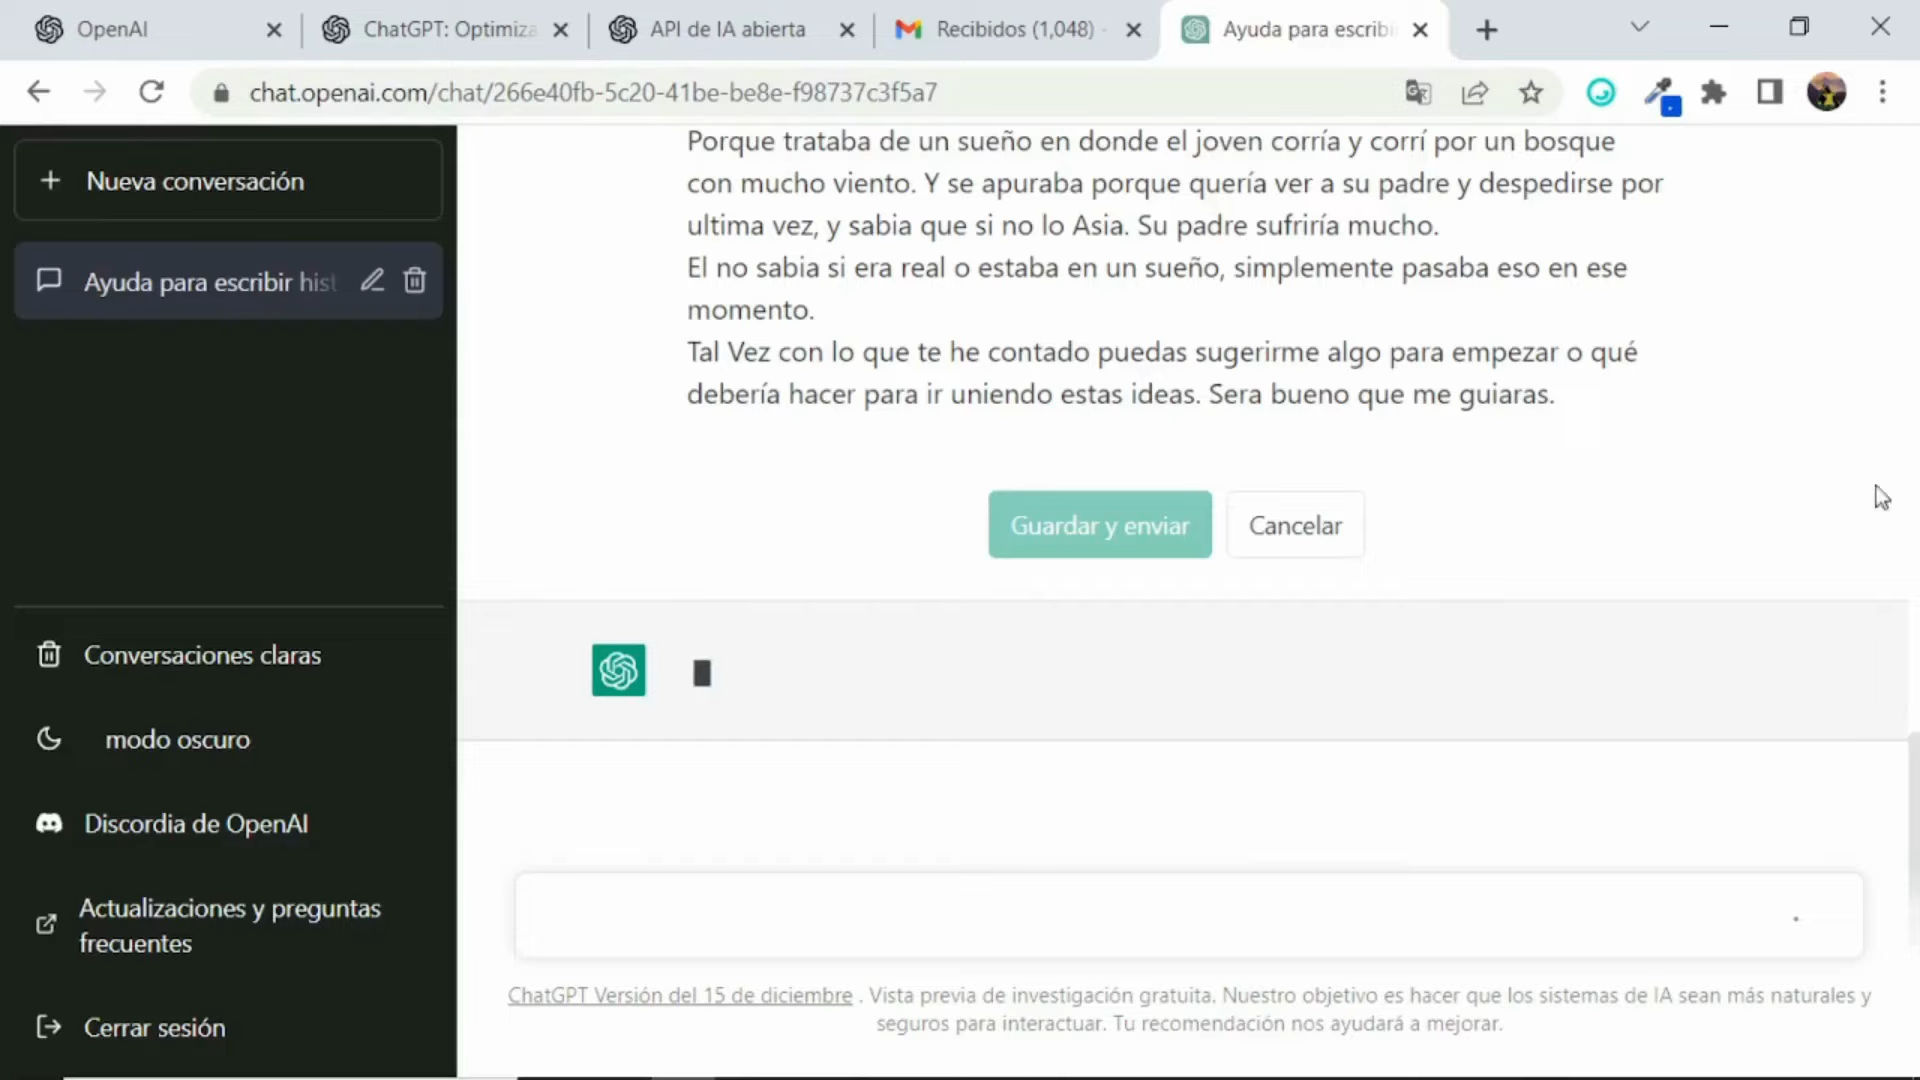 OpenAI
ChatGPT: Optimiza
API de IA abierta
Recibidos (1,048) -
Ayuda para escribi
chat.openai.com/chat/266e40fb-5c20-41be-be8e-f98737c3f5a7
Nueva conversación
Ayuda para escribir hist
Conversaciones claras
modo oscuro
Discordia de OpenAI
Actualizaciones y preguntas
frecuentes
Cerrar sesión
Porque trataba de un sueño en donde el joven corría y corrí por un bosque
con mucho viento. Y se apuraba porque quería ver a su padre y despedirse por
ultima vez, y sabia que si no lo Asia. Su padre sufriría mucho.
El no sabia si era real o estaba en un sueño, simplemente pasaba eso en ese
momento.
Tal Vez con lo que te he contado puedas sugerirme algo para empezar o qué
debería hacer para ir uniendo estas ideas. Sera bueno que me guiaras.
Guardar y enviar
Cancelar
ChatGPT Versión del 15 de diciembre . Vista previa de investigación gratuita. Nuestro objetivo es hacer que los sistemas de IA sean más naturales y
seguros para interactuar. Tu recomendación nos ayudará a mejorar.